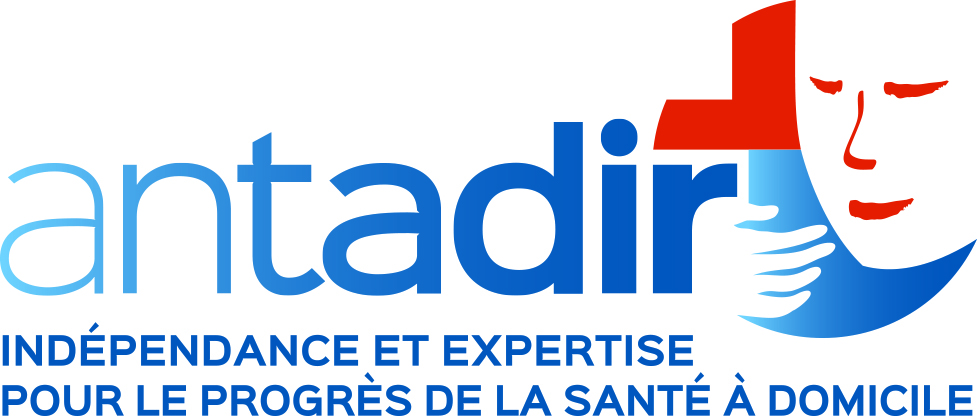 antadir
INDÉPENDANCE ET EXPERTISE
POUR LE PROGRÈS DE LA SANTÉ À DOMICILE